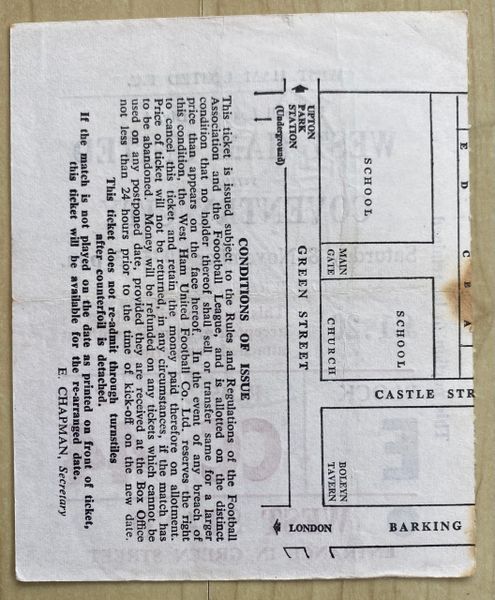 UPTON
PARK
STATION
(Underground)
GREEN STREET
LONDON
SCHOOL
MAIN
GATE
CHURCH
SCHOOL
BOLEYN
TAVERN
CASTLE STR
BARKING
E D C B A
CONDITIONS OF ISSUE
This ticket is issued subject to the Rules and Regulations of the Football
Association and the Foootball League, and is allotted on the distinct
condition that no holder thereof shall sell or transfer same for a larger
price than appears on the face hereof. In the event of any breach of
this condition, the West Ham United Football Co. Ltd. reserves the right
to cancel this ticket and retain the money paid therefore on allotment.
Price of ticket will not be returned, in any circumstances, if the match has
to be abandoned. Money will be refunded on any tickets which cannot be
used on any postponed date, provided they are received at the Box Office
not less than 24 hours prior to the time of kick-off on the new date.
This ticket does not re-admit through turnstiles
after counterfoil is detached.
If the match is not played on the date as printed on front of ticket,
this ticket will be available for the re-arranged date.
E. CHAPMAN, Secretary